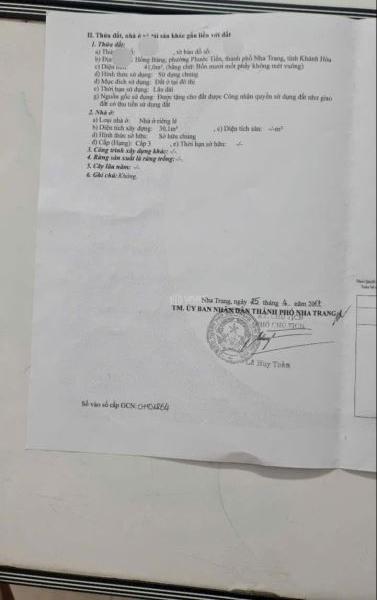 II. Thửa đất, nhà ở và tài sản khác gắn liền với đất
1. Thửa đất:
a) Thử , tờ bản đồ số:
b) Địa Hồng Bàng, phường Phước Tiến, thành phố Nha Trang, tỉnh Khánh Hòa
c) Diện 41,0m², (bằng chữ: Bốn mươi mốt phẩy không mét vuông)
d) Hình thức sử dụng: Sử dụng chung
đ) Mục đích sử dụng: Đất ở tại đô thị
e) Thời hạn sử dụng: Lâu dài
g) Nguồn gốc sử dụng: Được tặng cho đất được Công nhận quyền sử dụng đất như giao
đất có thu tiền sử dụng đất
2. Nhà ở:
a) Loại nhà ở: Nhà ở riêng lẻ
b) Diện tích xây dựng: 30,1m² , c) Diện tích sàn: -/-m²
d) Hình thức sở hữu: Sở hữu chung
đ) Cấp (Hạng): Cấp 3 , e) Thời hạn sở hữu: -/-
3. Công trình xây dựng khác: -/-
4. Rừng sản xuất là rừng trồng: -/-
5. Cây lâu năm: -/-
6. Ghi chú: Không.
Nha Trang, ngày 25 tháng 4 năm
TM. ỦY BAN NHÂN DÂN THÀNH PHỐ NHA TRANG
KT. CHỦ TỊCH
PHÓ CHỦ TỊCH
Lê Huy Toàn
Số vào sổ cấp GCN: